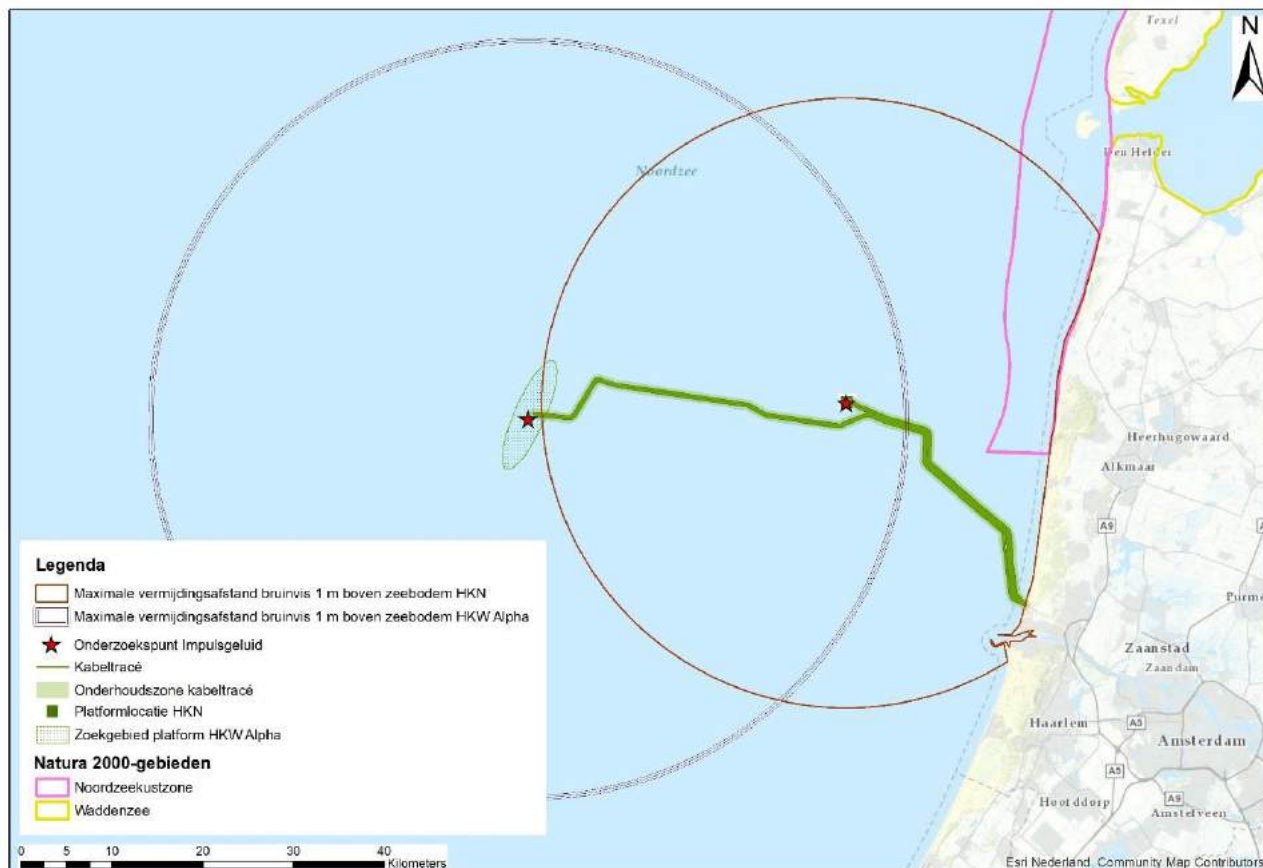 Texel
N
Den Helder
Noordzee
Heerhugowaard
Alkmaar
A9
A9
Purme
Zaanstad
Zaandam
Haarlem
A5
Amsterdam
A5
A9
A2
Hoofddorp
Amstelveen
Legenda
Maximale vermijdingsafstand bruinvis 1 m boven zeebodem HKN
Maximale vermijdingsafstand bruinvis 1 m boven zeebodem HKW Alpha
Onderzoekspunt Impulsgeluid
Kabeltracé
Onderhoudszone kabeltracé
Platformlocatie HKN
Zoekgebied platform HKW Alpha
Natura 2000-gebieden
Noordzeekustzone
Waddenzee
0 5 10 20 30 40
Kilometers
Esri Nederland, Community Map Contributors